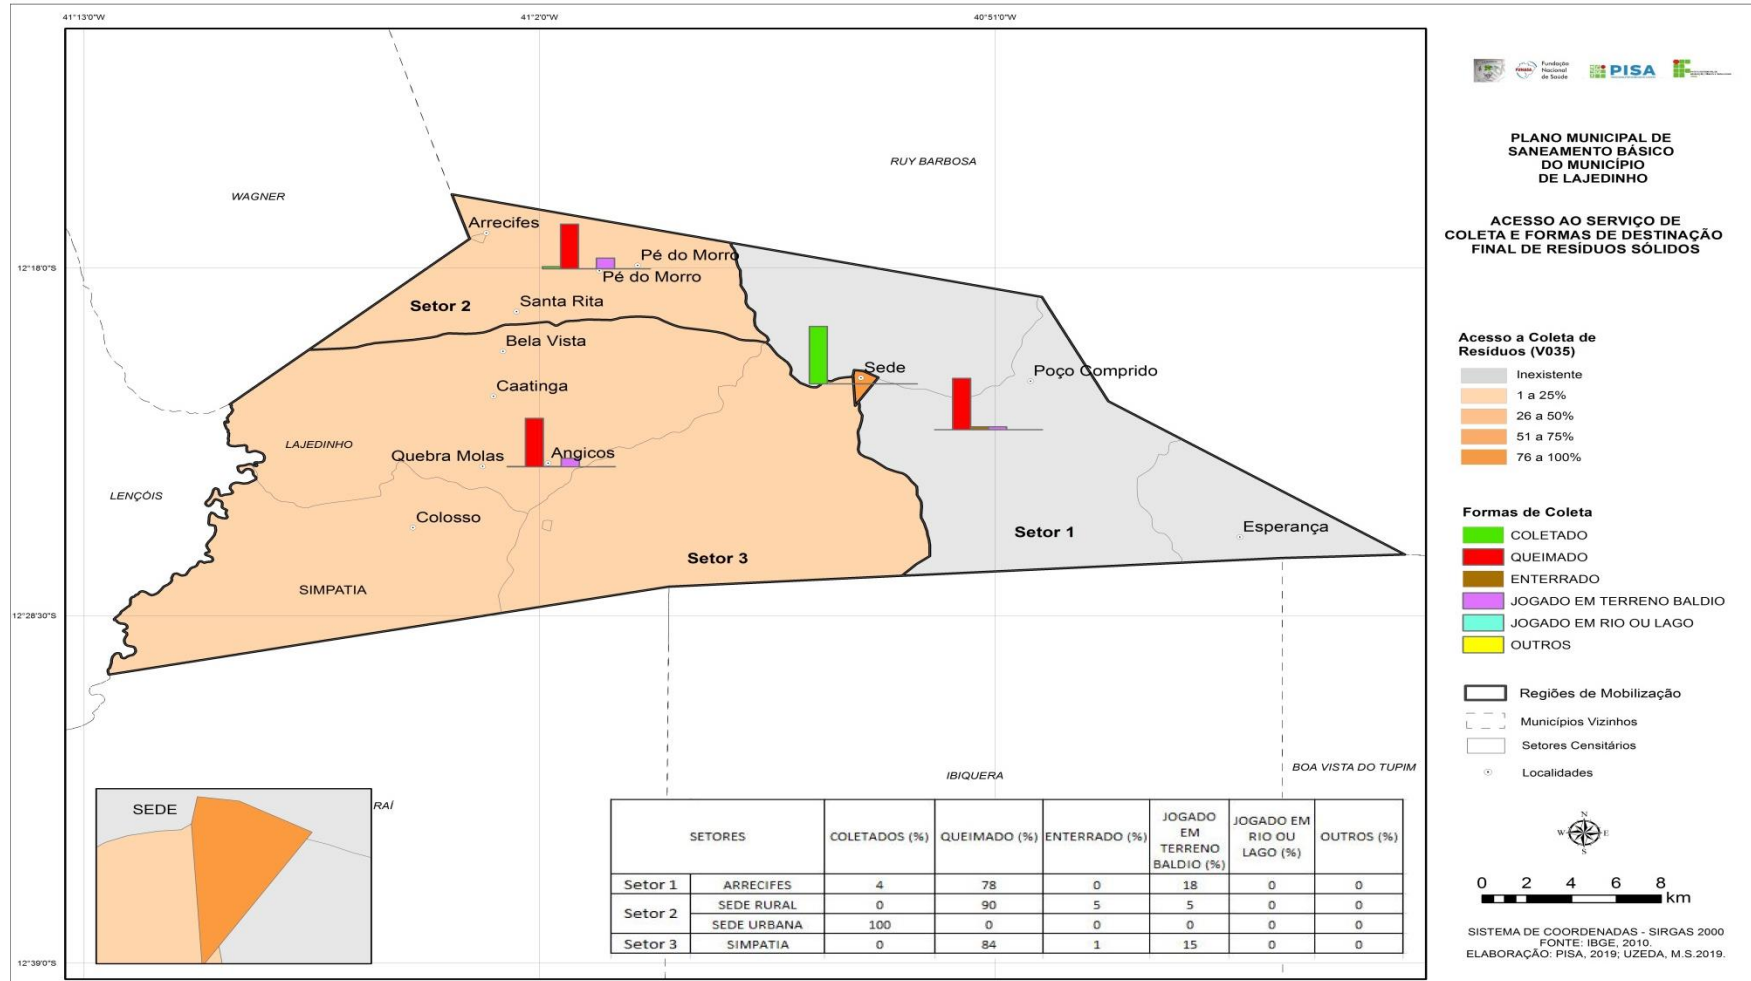 41°13'0"W
41°2'0"W
40°51'0"W
12°18'0"S
12°28'30"S
12°39'0"S
WAGNER
RUY BARBOSA
Arrecifes
Pé do Morro
Pé do Morro
Setor 2
Santa Rita
Bela Vista
Sede
Poço Comprido
Caatinga
LAJEDINHO
Quebra Molas
Angicos
LENÇÓIS
Colosso
Setor 1
Esperança
Setor 3
SIMPATIA
IBIQUERA
BOA VISTA DO TUPIM
SEDE
RAÍ
SETORES COLETADOS (%) QUEIMADO (%) ENTERRADO (%) JOGADO EM TERRENO BALDIO (%) JOGADO EM RIO OU LAGO (%) OUTROS (%)
Setor 1 ARRECIFES 4 78 0 18 0 0
Setor 2 SEDE RURAL 0 90 5 5 0 0
SEDE URBANA 100 0 0 0 0 0
Setor 3 SIMPATIA 0 84 1 15 0 0
Fundação
Nacional
de Saúde
PISA
PLANO MUNICIPAL DE
SANEAMENTO BÁSICO
DO MUNICÍPIO
DE LAJEDINHO
ACESSO AO SERVIÇO DE
COLETA E FORMAS DE DESTINAÇÃO
FINAL DE RESÍDUOS SÓLIDOS
Acesso a Coleta de
Resíduos (V035)
Inexistente
1 a 25%
26 a 50%
51 a 75%
76 a 100%
Formas de Coleta
COLETADO
QUEIMADO
ENTERRADO
JOGADO EM TERRENO BALDIO
JOGADO EM RIO OU LAGO
OUTROS
Regiões de Mobilização
Municípios Vizinhos
Setores Censitários
Localidades
N
W E
S
0 2 4 6 8
km
SISTEMA DE COORDENADAS - SIRGAS 2000
FONTE: IBGE, 2010.
ELABORAÇÃO: PISA, 2019; UZEDA, M.S.2019.